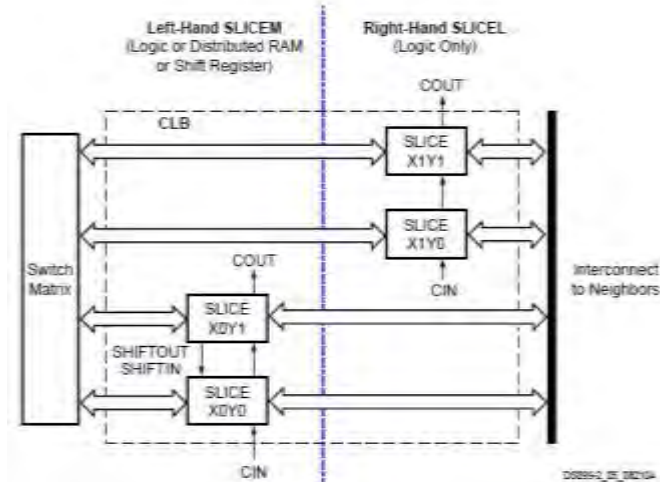 Left-Hand SLICEM
(Logic or Distributed RAM
or Shift Register)
Right-Hand SLICEL
(Logic Only)
COUT
CLB
SLICE
X1Y1
SLICE
X1Y0
Switch
Matrix
COUT
CIN
Interconnect
to Neighbors
SLICE
X0Y1
SHIFTOUT
SHIFTIN
SLICE
X0Y0
CIN